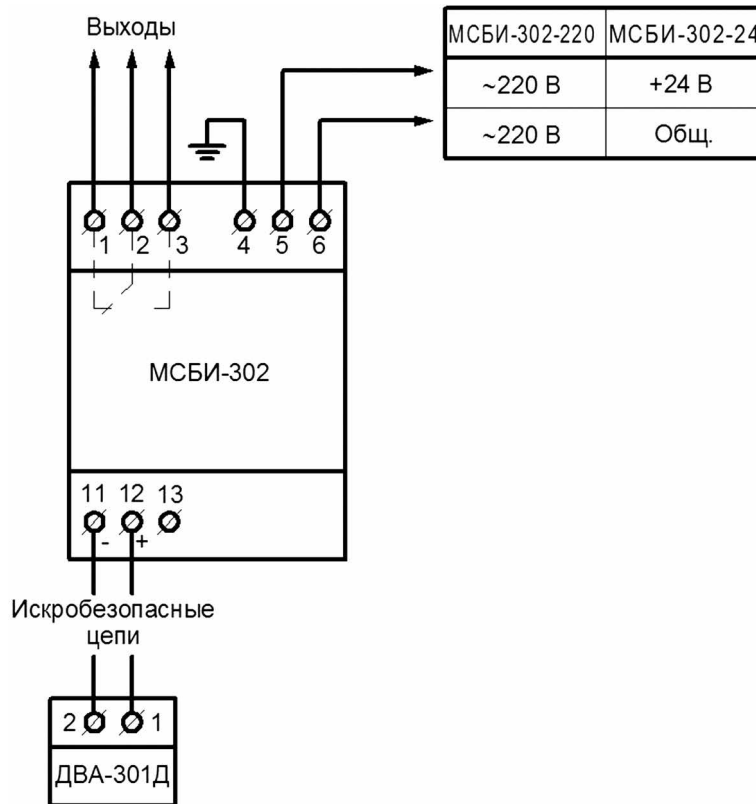 Выходы
МСБИ-302-220 МСБИ-302-24
~220 В +24 В
~220 В Общ.
1 2 3 4 5 6
МСБИ-302
11 12 13
- +
Искробезопасные
цепи
2 1
ДВА-301Д